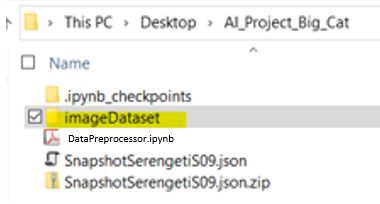 This PC > Desktop > AI_Project_Big_Cat
Name
.ipynb_checkpoints
imageDataset
DataPreprocessor.ipynb
SnapshotSerengetiS09.json
SnapshotSerengetiS09.json.zip